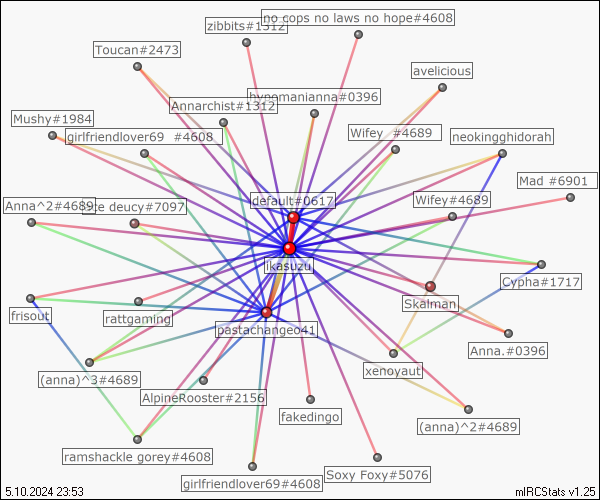 no cops no laws no hope#4608
zibbits#1312
Toucan#2473
avelicious
hypnomanianna#0396
Annarchist#1312
Mushy#1984
girlfriendlover69 #4608
Wifey #4689
neokingghidorah
Mad #6901
default#0617
Wifey#4689
Anna^2#4689
deucy#7097
ikasuzu
Cypha#1717
Skalman
frisout
rattgaming
pastachange041
Anna.#0396
xenoyaut
(anna)^3#4689
AlpineRooster#2156
fakedingo
(anna)^2#4689
ramshackle gorey#4608
Soxy Foxy#5076
girlfriendlover69#4608
5.10.2024 23:53
mIRCStats v1.25